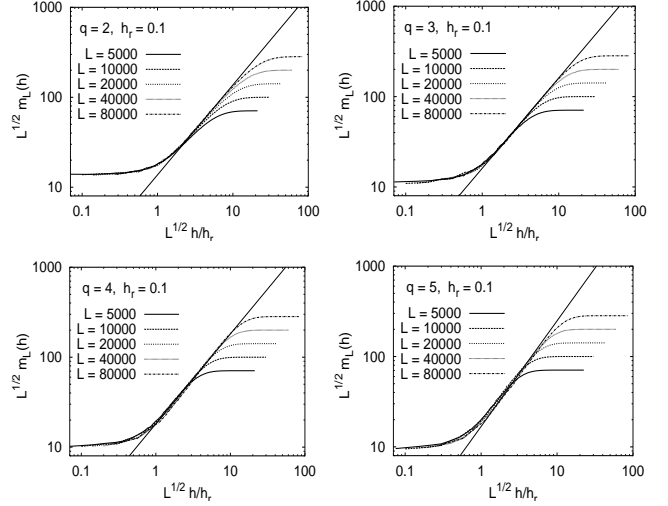 1000
100
10
L^{1/2} m_L(h)
q = 2, h_r = 0.1
L = 5000
L = 10000
L = 20000
L = 40000
L = 80000
0.1 1 10 100
L^{1/2} h/h_r
1000
100
10
L^{1/2} m_L(h)
q = 3, h_r = 0.1
L = 5000
L = 10000
L = 20000
L = 40000
L = 80000
0.1 1 10 100
L^{1/2} h/h_r
1000
100
10
L^{1/2} m_L(h)
q = 4, h_r = 0.1
L = 5000
L = 10000
L = 20000
L = 40000
L = 80000
0.1 1 10 100
L^{1/2} h/h_r
1000
100
10
L^{1/2} m_L(h)
q = 5, h_r = 0.1
L = 5000
L = 10000
L = 20000
L = 40000
L = 80000
0.1 1 10 100
L^{1/2} h/h_r